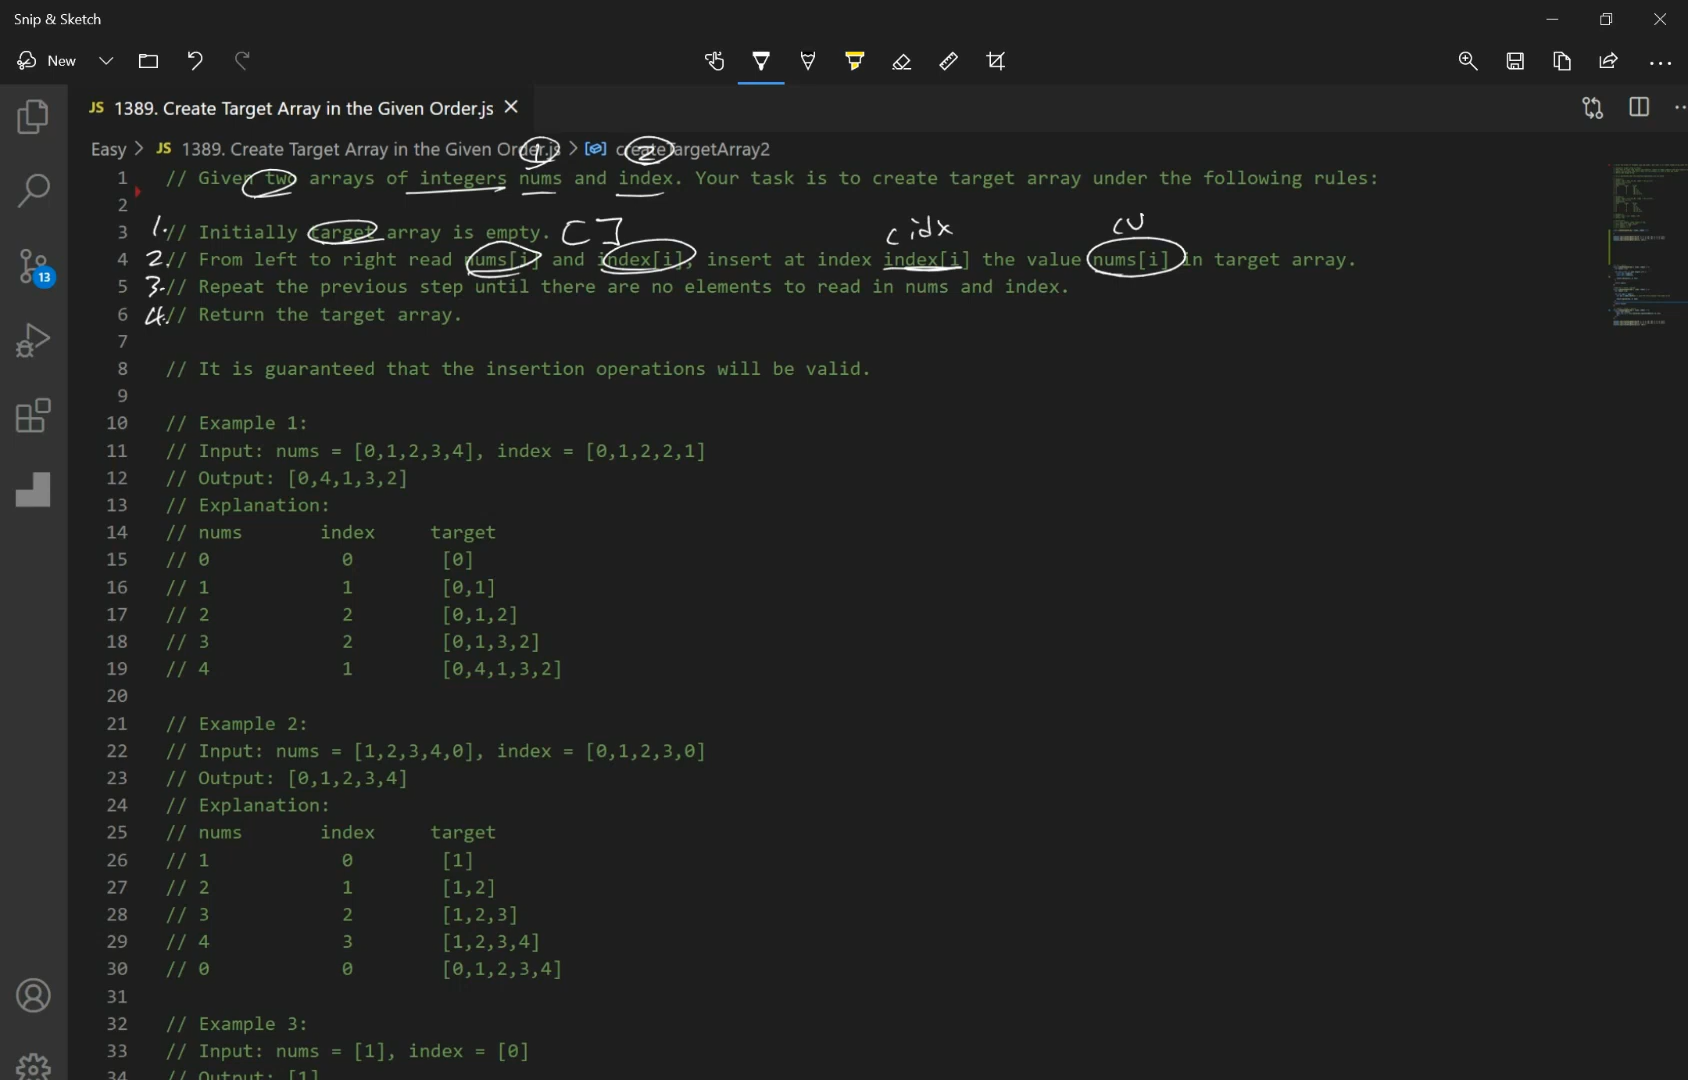 Snip & Sketch
New
JS 1389. Create Target Array in the Given Order.js
Easy > JS 1389. Create Target Array in the Given Order.js > createTargetArray2
1 2
1 // Given two arrays of integers nums and index. Your task is to create target array under the following rules:
2
c idx cv
3 1. // Initially target array is empty. []
4 2. // From left to right read nums[i] and index[i], insert at index index[i] the value nums[i] in target array.
5 3. // Repeat the previous step until there are no elements to read in nums and index.
6 4. // Return the target array.
7
8 // It is guaranteed that the insertion operations will be valid.
9
10 // Example 1:
11 // Input: nums = [0,1,2,3,4], index = [0,1,2,2,1]
12 // Output: [0,4,1,3,2]
13 // Explanation:
14 // nums index target
15 // 0 0 [0]
16 // 1 1 [0,1]
17 // 2 2 [0,1,2]
18 // 3 2 [0,1,3,2]
19 // 4 1 [0,4,1,3,2]
20
21 // Example 2:
22 // Input: nums = [1,2,3,4,0], index = [0,1,2,3,0]
23 // Output: [0,1,2,3,4]
24 // Explanation:
25 // nums index target
26 // 1 0 [1]
27 // 2 1 [1,2]
28 // 3 2 [1,2,3]
29 // 4 3 [1,2,3,4]
30 // 0 0 [0,1,2,3,4]
31
32 // Example 3:
33 // Input: nums = [1], index = [0]
34 // Output: [1]
13